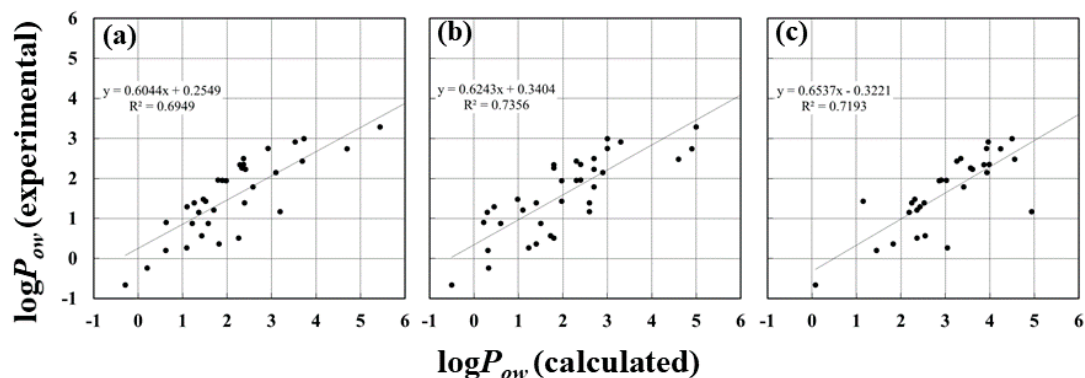 (a)
y = 0.6044x + 0.2549
R² = 0.6949
(b)
y = 0.6243x + 0.3404
R² = 0.7356
(c)
y = 0.6537x - 0.3221
R² = 0.7193
logPow (experimental)
6
5
4
3
2
1
0
-1
-1 0 1 2 3 4 5 6
-1 0 1 2 3 4 5 6
-1 0 1 2 3 4 5 6
logPow (calculated)